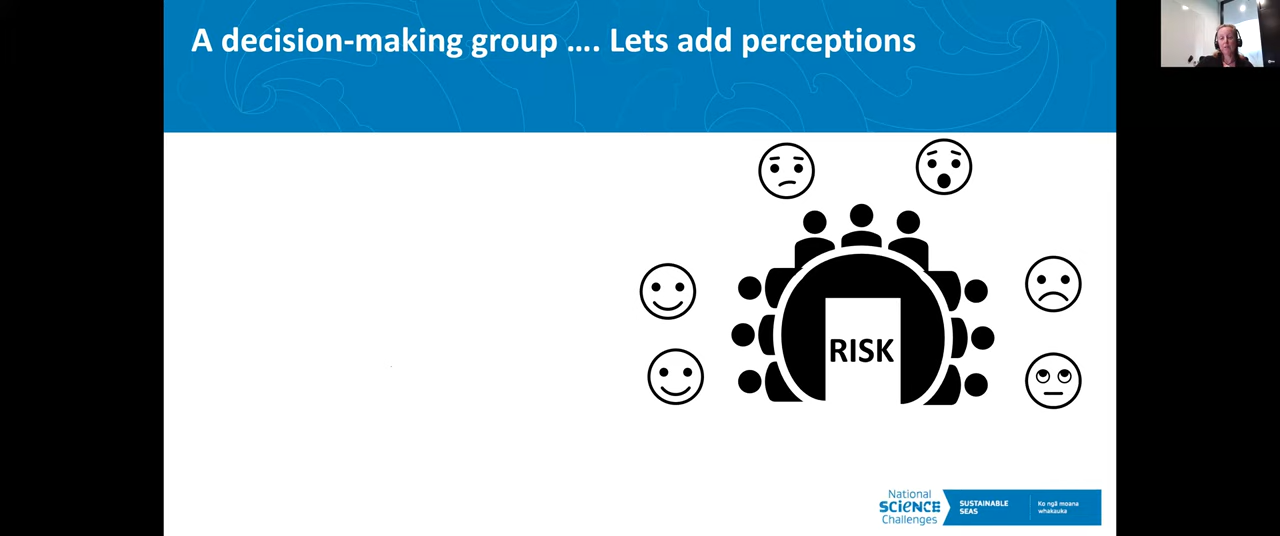 A decision-making group .... Lets add perceptions
RISK
National
SCIENCE
Challenges
SUSTAINABLE
SEAS
Ko ngā moana
whakauka